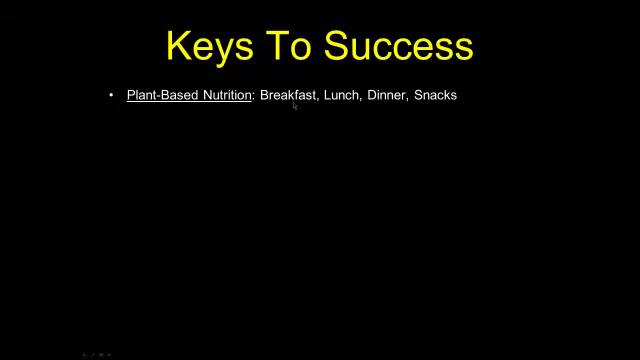 Keys To Success
• Plant-Based Nutrition: Breakfast, Lunch, Dinner, Snacks